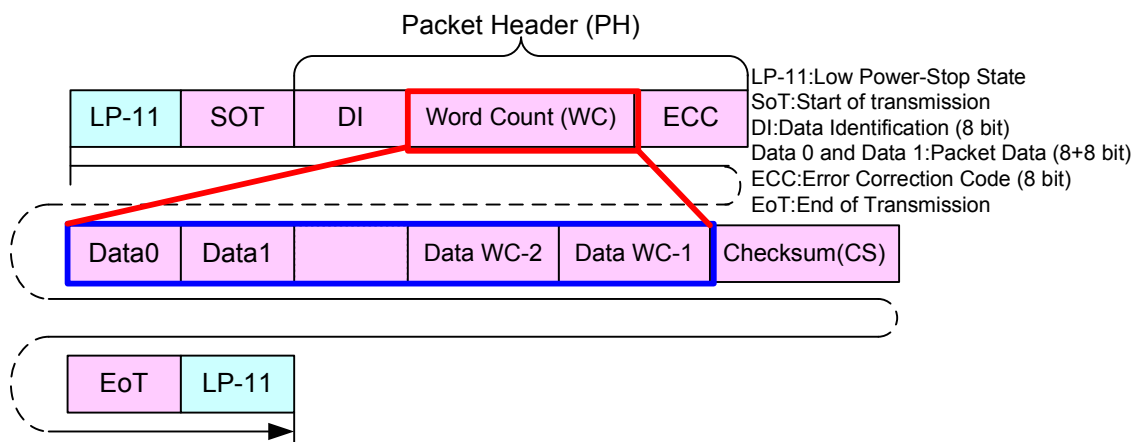 Packet Header (PH)
LP-11:Low Power-Stop State
SoT:Start of transmission
DI:Data Identification (8 bit)
Data 0 and Data 1:Packet Data (8+8 bit)
ECC:Error Correction Code (8 bit)
EoT:End of Transmission
LP-11 SOT DI Word Count (WC) ECC
Data0 Data1 Data WC-2 Data WC-1 Checksum(CS)
EoT LP-11